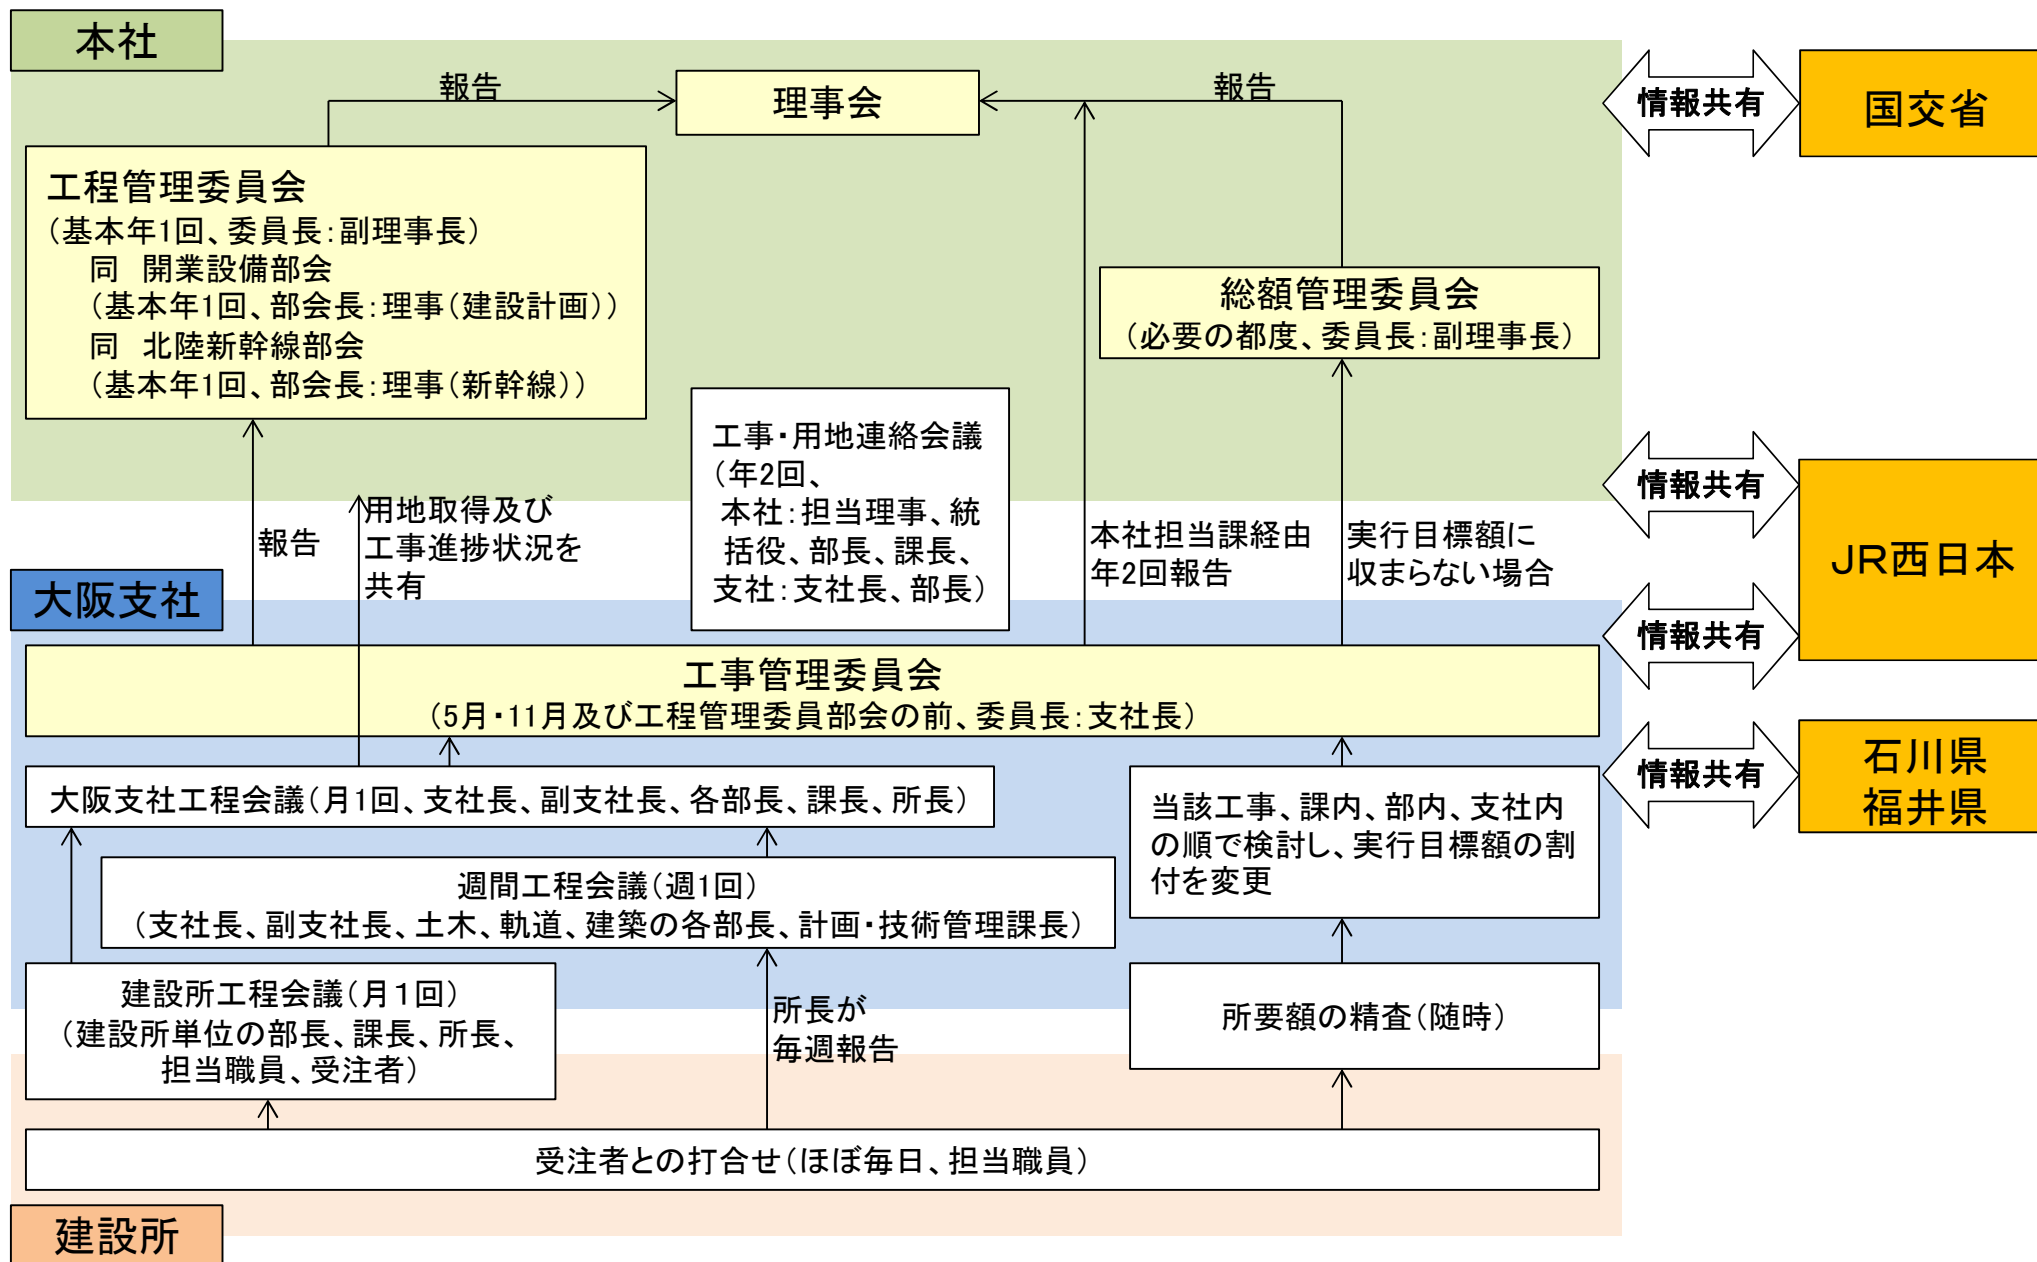 本社
報告
理事会
報告
情報共有
国交省
工程管理委員会
（基本年1回、委員長：副理事長）
同　開業設備部会
（基本年1回、部会長：理事（建設計画））
同　北陸新幹線部会
（基本年1回、部会長：理事（新幹線））
総額管理委員会
（必要の都度、委員長：副理事長）
工事・用地連絡会議
（年2回、
本社：担当理事、統
括役、部長、課長、
支社：支社長、部長）
情報共有
JR西日本
情報共有
報告
用地取得及び
工事進捗状況を
共有
本社担当課経由
年2回報告
実行目標額に
収まらない場合
大阪支社
工事管理委員会
（5月・11月及び工程管理委員部会の前、委員長：支社長）
情報共有
石川県
福井県
大阪支社工程会議（月1回、支社長、副支社長、各部長、課長、所長）
当該工事、課内、部内、支社内
の順で検討し、実行目標額の割
付を変更
週間工程会議（週1回）
（支社長、副支社長、土木、軌道、建築の各部長、計画・技術管理課長）
建設所工程会議（月１回）
（建設所単位の部長、課長、所長、
担当職員、受注者）
所長が
毎週報告
所要額の精査（随時）
受注者との打合せ（ほぼ毎日、担当職員）
建設所